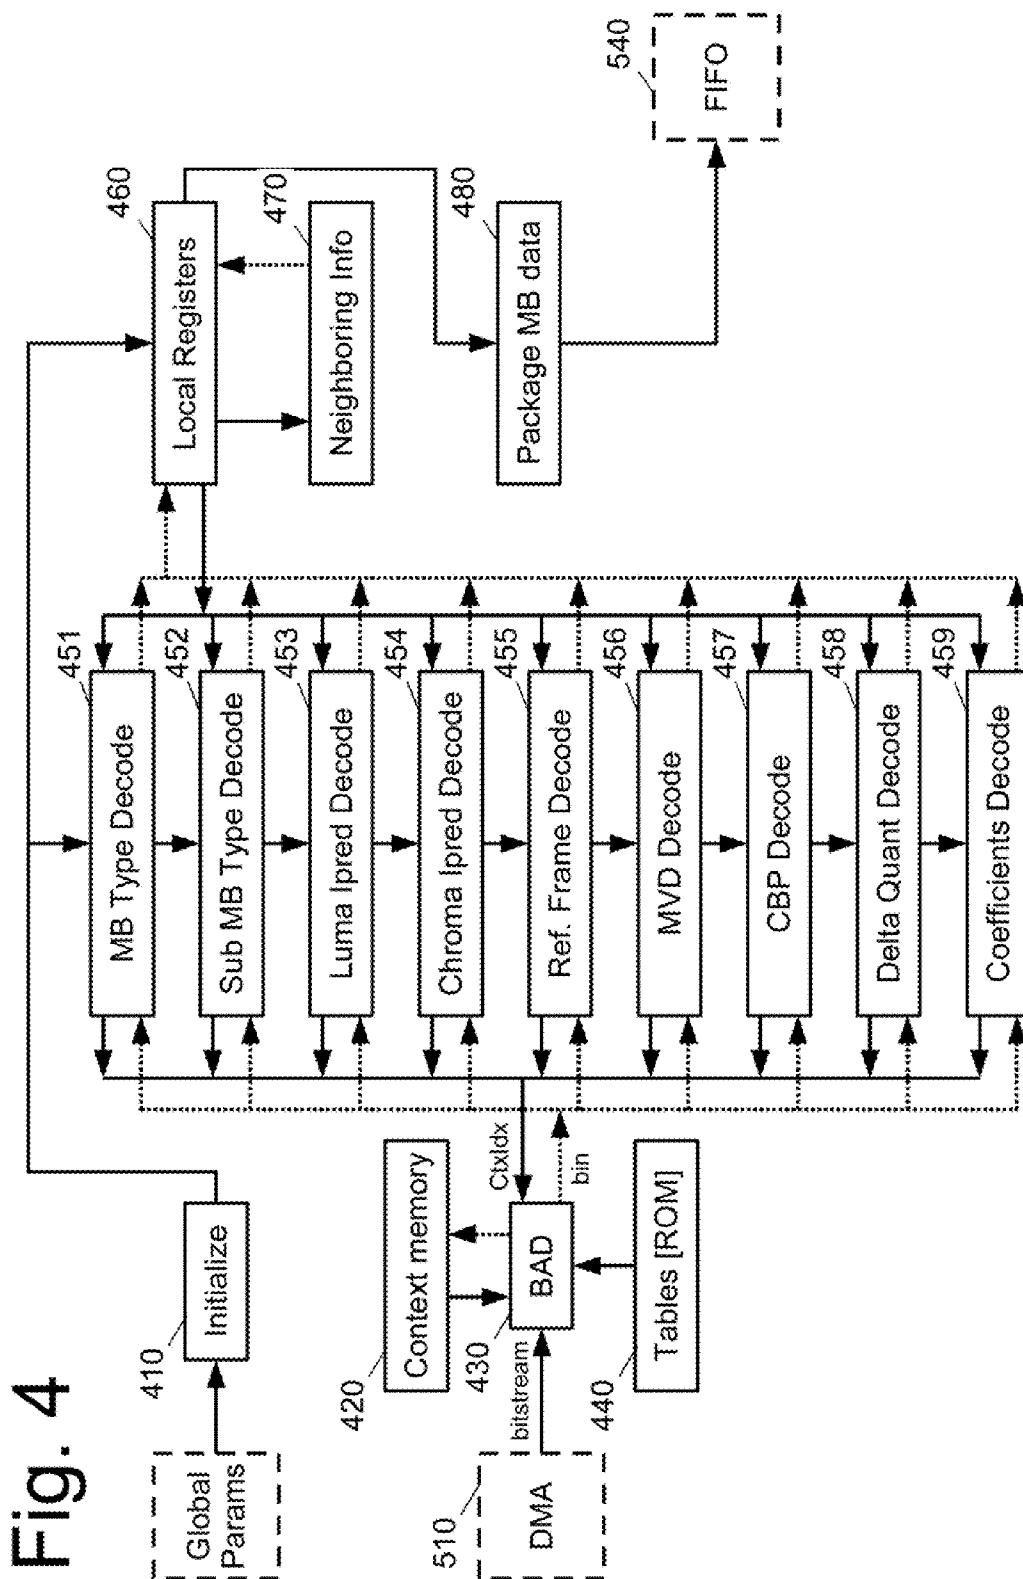 Fig. 4
Global
Params
410
Initialize
510
DMA
bitstream
420
Context memory
430
BAD
440
Tables [ROM]
CtxIdx
bin
451
MB Type Decode
452
Sub MB Type Decode
453
Luma Ipred Decode
454
Chroma Ipred Decode
455
Ref. Frame Decode
456
MVD Decode
457
CBP Decode
458
Delta Quant Decode
459
Coefficients Decode
460
Local Registers
470
Neighboring Info
480
Package MB data
540
FIFO